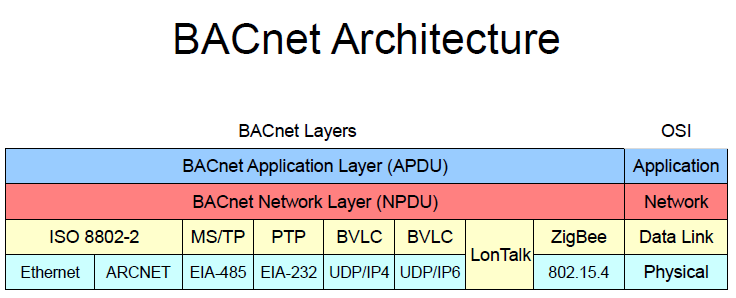 BACnet Architecture
BACnet Layers OSI
BACnet Application Layer (APDU) Application
BACnet Network Layer (NPDU) Network
ISO 8802-2 MS/TP PTP BVLC BVLC LonTalk ZigBee Data Link
Ethernet ARCNET EIA-485 EIA-232 UDP/IP4 UDP/IP6 802.15.4 Physical